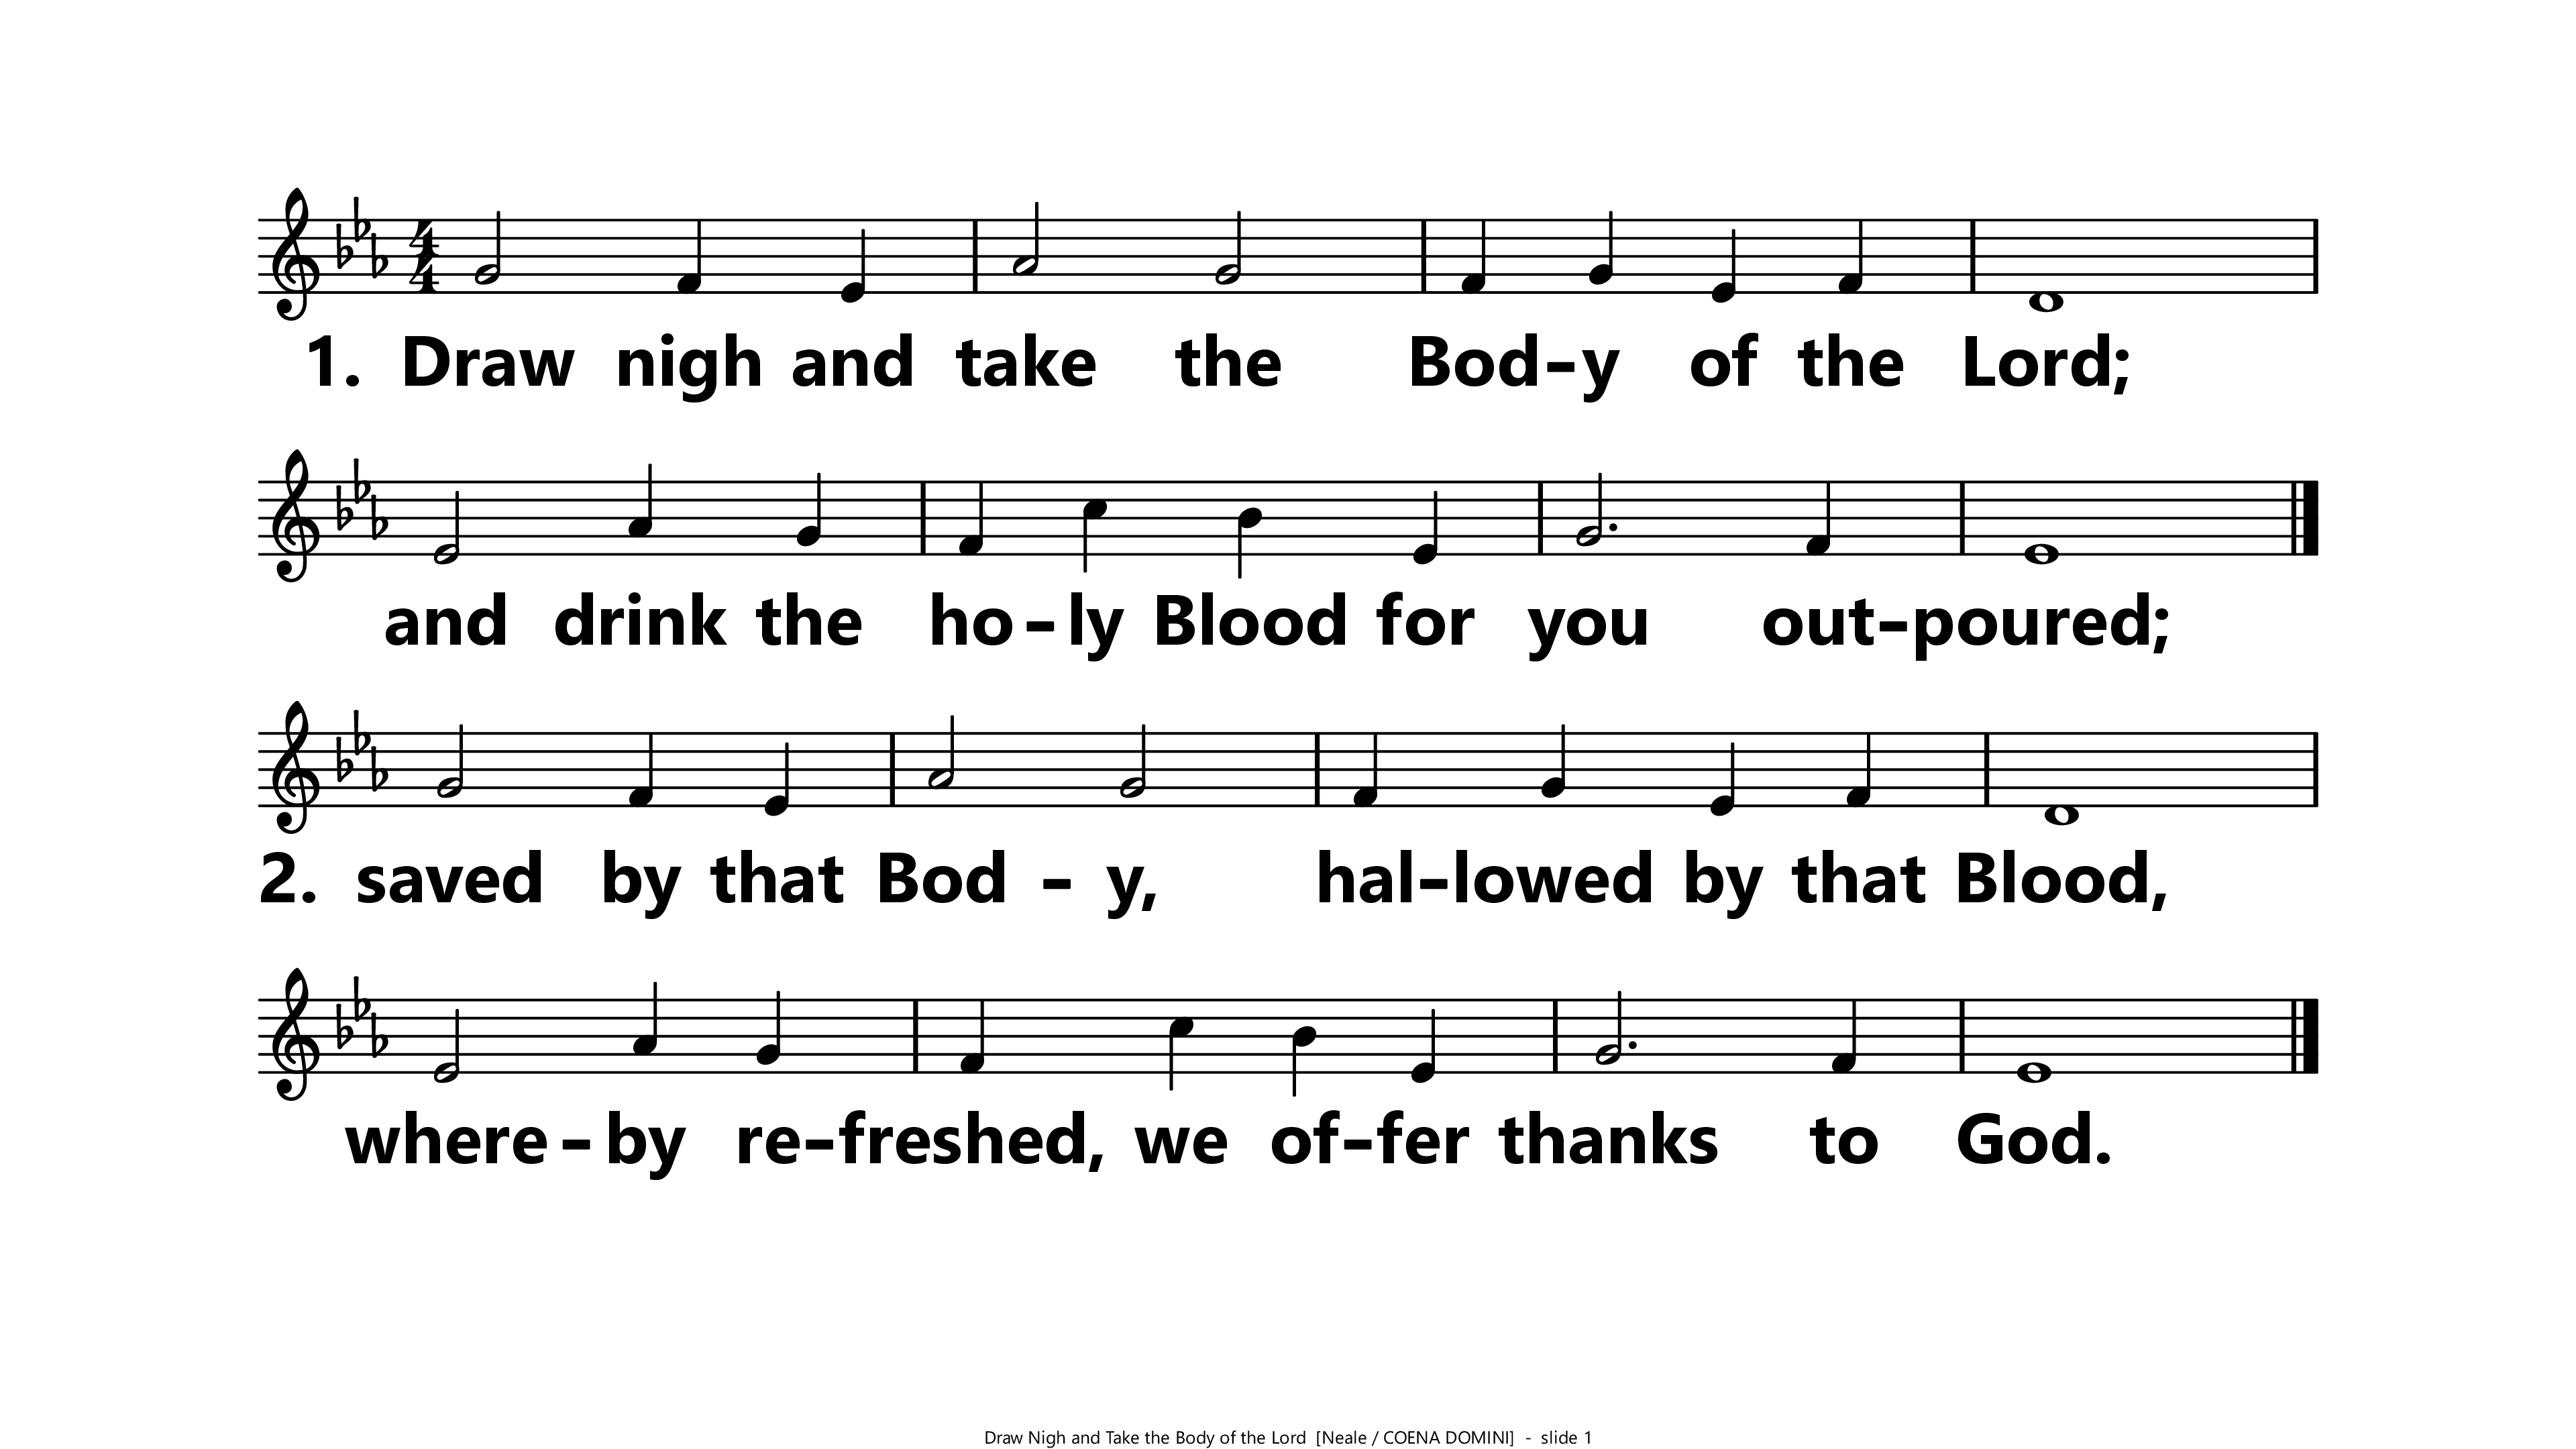 1. Draw nigh and take the Bod-y of the Lord;
and drink the ho-ly Blood for you out-poured;
2. saved by that Bod-y, hal-lowed by that Blood,
where-by re-freshed, we of-fer thanks to God.
Draw Nigh and Take the Body of the Lord [Neale / COENA DOMINI] - slide 1